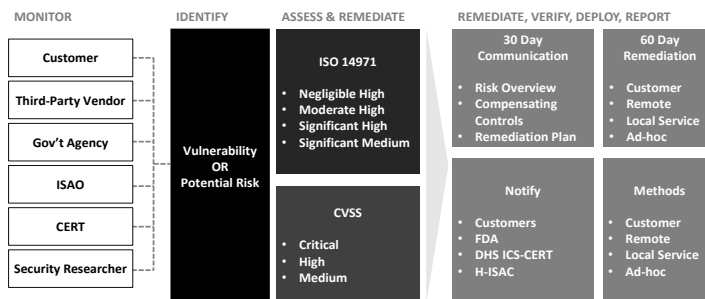 MONITOR
IDENTIFY
ASSESS & REMEDIATE
REMEDIATE, VERIFY, DEPLOY, REPORT
Customer
Third-Party Vendor
Gov't Agency
ISAO
CERT
Security Researcher
Vulnerability
OR
Potential Risk
ISO 14971
• Negligible High
• Moderate High
• Significant High
• Significant Medium
CVSS
• Critical
• High
• Medium
30 Day
Communication
• Risk Overview
• Compensating
Controls
• Remediation Plan
60 Day
Remediation
• Customer
• Remote
• Local Service
• Ad-hoc
Notify
• Customers
• FDA
• DHS ICS-CERT
• H-ISAC
Methods
• Customer
• Remote
• Local Service
• Ad-hoc